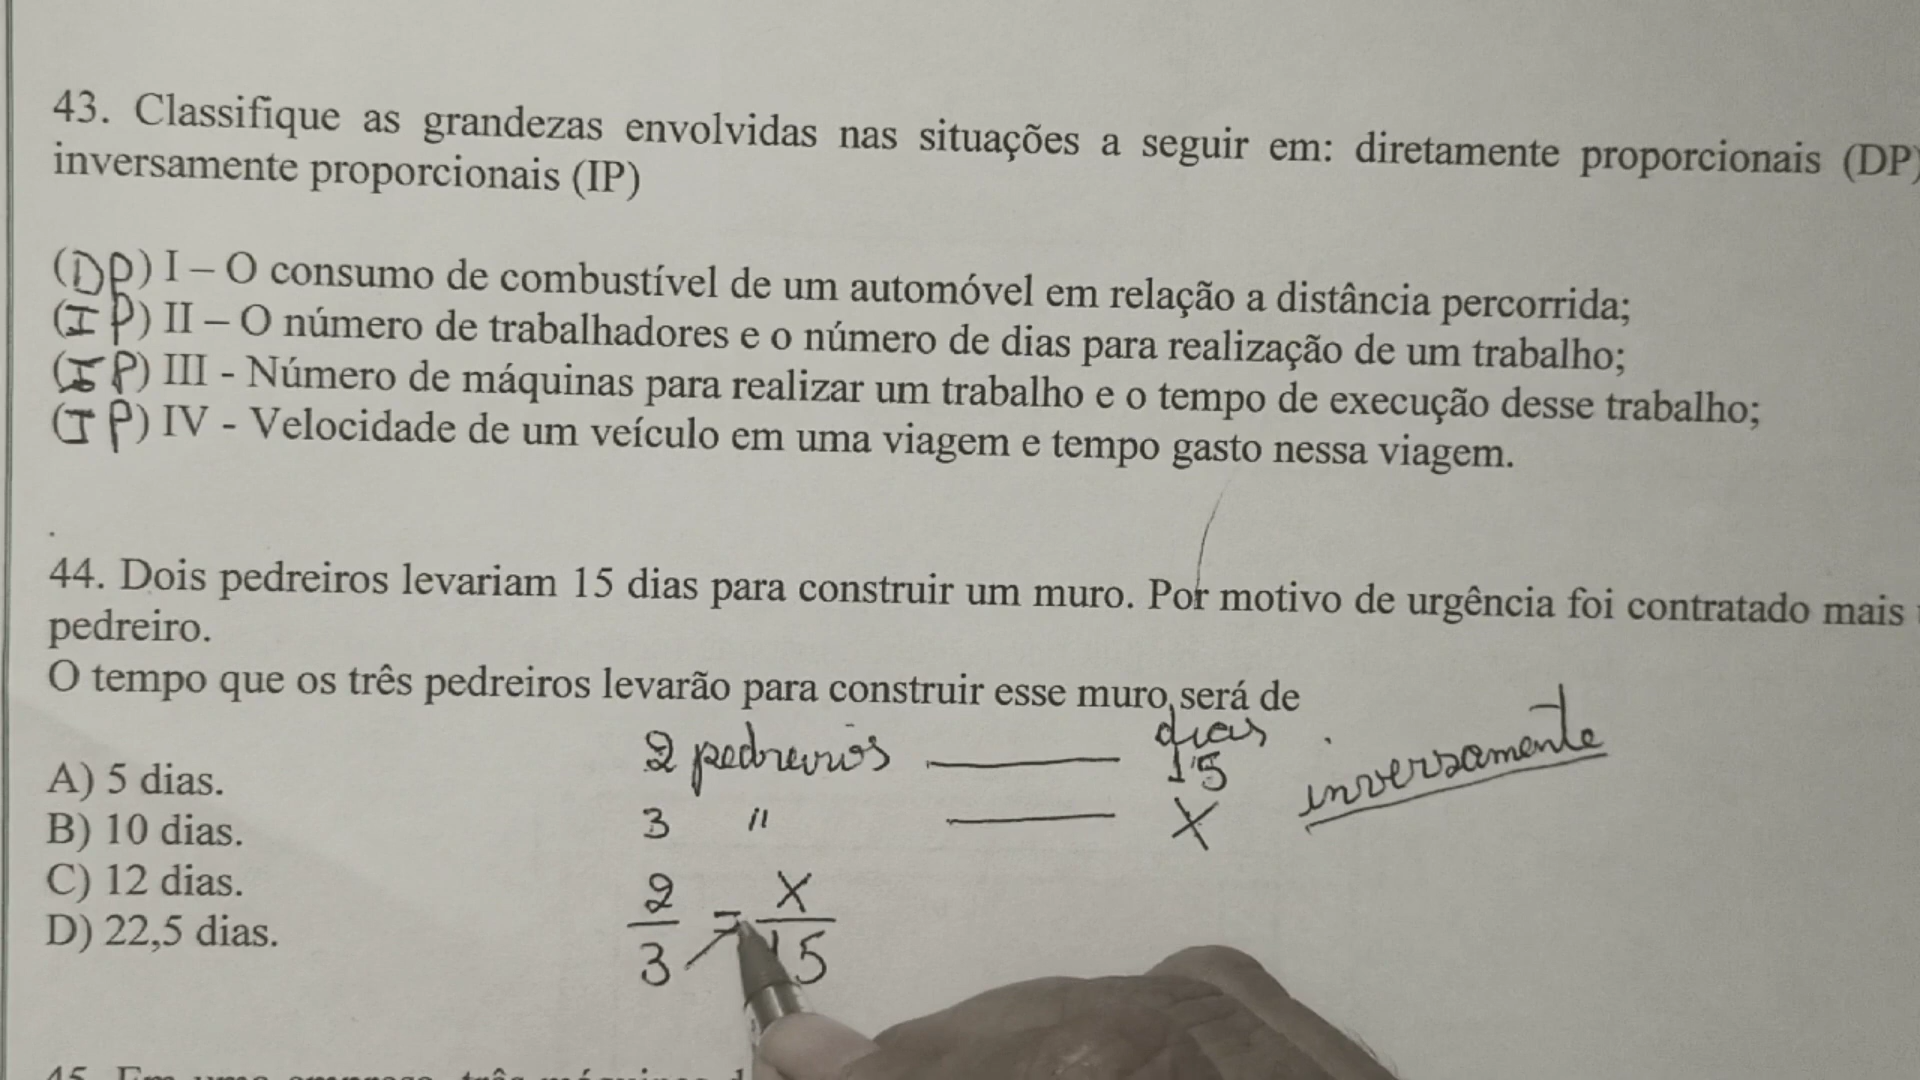 43. Classifique as grandezas envolvidas nas situações a seguir em: diretamente proporcionais (DP)
inversamente proporcionais (IP)
(DP) I – O consumo de combustível de um automóvel em relação a distância percorrida;
(IP) II – O número de trabalhadores e o número de dias para realização de um trabalho;
(IP) III - Número de máquinas para realizar um trabalho e o tempo de execução desse trabalho;
(IP) IV - Velocidade de um veículo em uma viagem e tempo gasto nessa viagem.
44. Dois pedreiros levariam 15 dias para construir um muro. Por motivo de urgência foi contratado mais
pedreiro.
O tempo que os três pedreiros levarão para construir esse muro será de
dias
2 pedreiros —— 15
3 " —— X
inversamente
A) 5 dias.
B) 10 dias.
C) 12 dias.
D) 22,5 dias.
2/3 = X/15
45. Em uma empresa, três máquinas